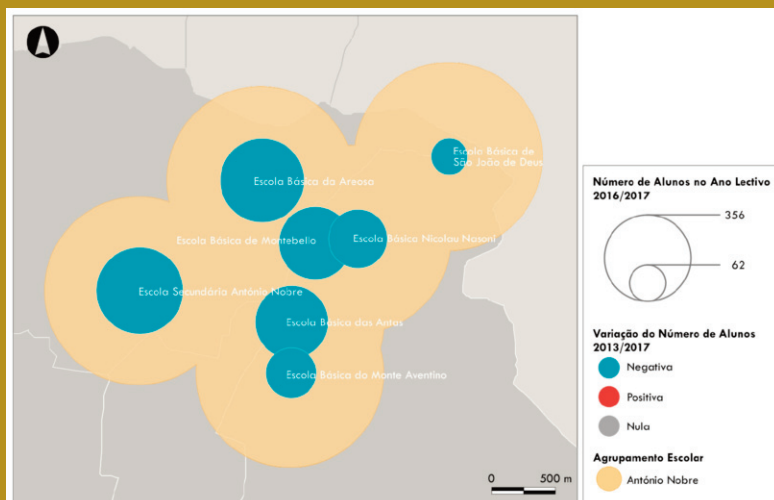 Escola Básica de
São João de Deus
Escola Básica da Areosa
Escola Básica de Montebello
Escola Básica Nicolau Nasoni
Escola Secundária António Nobre
Escola Básica das Antas
Escola Básica do Monte Aventino
0 500 m
Número de Alunos no Ano Lectivo
2016/2017
356
62
Variação do Número de Alunos
2013/2017
Negativa
Positiva
Nula
Agrupamento Escolar
António Nobre